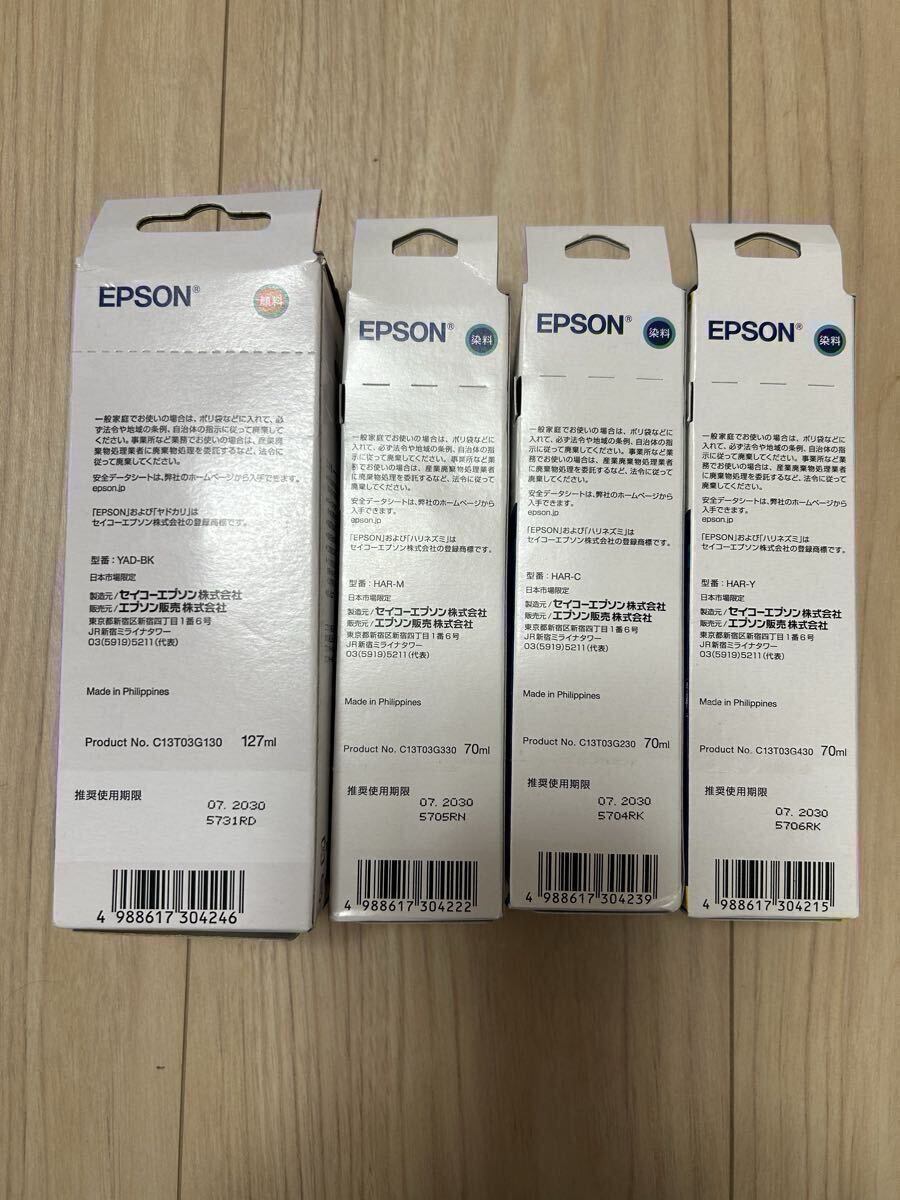 EPSON®
顔料
一般家庭でお使いの場合は、ポリ袋などに入れて、必
ず法令や地域の条例、自治体の指示に従って廃棄して
ください。事業所など業務でお使いの場合は、産業廃
棄物処理業者に廃棄物処理を委託するなど、法令に
従って廃棄してください。
安全データシートは、弊社のホームページから入手できます。
epson.jp
「EPSON」および「ヤドカリ」は
セイコーエプソン株式会社の登録商標です。
型番：YAD-BK
日本市場限定
製造元／セイコーエプソン株式会社
販売元／エプソン販売 株式会社
東京都新宿区新宿四丁目1番6号
JR新宿ミライナタワー
03(5919)5211(代表)
Made in Philippines
Product No. C13T03G130 127ml
推奨使用期限
07. 2030
5731RD
4 988617 304246
EPSON®
染料
一般家庭でお使いの場合は、ポリ袋などに
入れて、必ず法令や地域の条例、自治体の指
示に従って廃棄してください。事業所など業
務でお使いの場合は、産業廃棄物処理業者
に廃棄物処理を委託するなど、法令に従って
廃棄してください。
安全データシートは、弊社のホームページから
入手できます。
epson.jp
「EPSON」および「ハリネズミ」は
セイコーエプソン株式会社の登録商標です。
型番：HAR-M
日本市場限定
製造元／セイコーエプソン 株式会社
販売元／エプソン販売 株式会社
東京都新宿区新宿四丁目1番6号
JR新宿ミライナタワー
03(5919)5211(代表)
Made in Philippines
Product No. C13T03G330 70ml
推奨使用期限
07. 2030
5705RN
4 988617 304222
EPSON®
染料
一般家庭でお使いの場合は、ポリ袋などに
入れて、必ず法令や地域の条例、自治体の指
示に従って廃棄してください。事業所など業
務でお使いの場合は、産業廃棄物処理業者
に廃棄物処理を委託するなど、法令に従って
廃棄してください。
安全データシートは、弊社のホームページから
入手できます。
epson.jp
「EPSON」および「ハリネズミ」は
セイコーエプソン株式会社の登録商標です。
型番：HAR-C
日本市場限定
製造元／セイコーエプソン 株式会社
販売元／エプソン販売 株式会社
東京都新宿区新宿四丁目1番6号
JR新宿ミライナタワー
03(5919)5211(代表)
Made in Philippines
Product No. C13T03G230 70ml
推奨使用期限
07. 2030
5704RK
4 988617 304239
EPSON®
染料
一般家庭でお使いの場合は、ポリ袋などに
入れて、必ず法令や地域の条例、自治体の指
示に従って廃棄してください。事業所など業
務でお使いの場合は、産業廃棄物処理業者
に廃棄物処理を委託するなど、法令に従って
廃棄してください。
安全データシートは、弊社のホームページから
入手できます。
epson.jp
「EPSON」および「ハリネズミ」は
セイコーエプソン株式会社の登録商標です。
型番：HAR-Y
日本市場限定
製造元／セイコーエプソン 株式会社
販売元／エプソン販売 株式会社
東京都新宿区新宿四丁目1番6号
JR新宿ミライナタワー
03(5919)5211(代表)
Made in Philippines
Product No. C13T03G430 70ml
推奨使用期限
07. 2030
5706RK
4 988617 304215